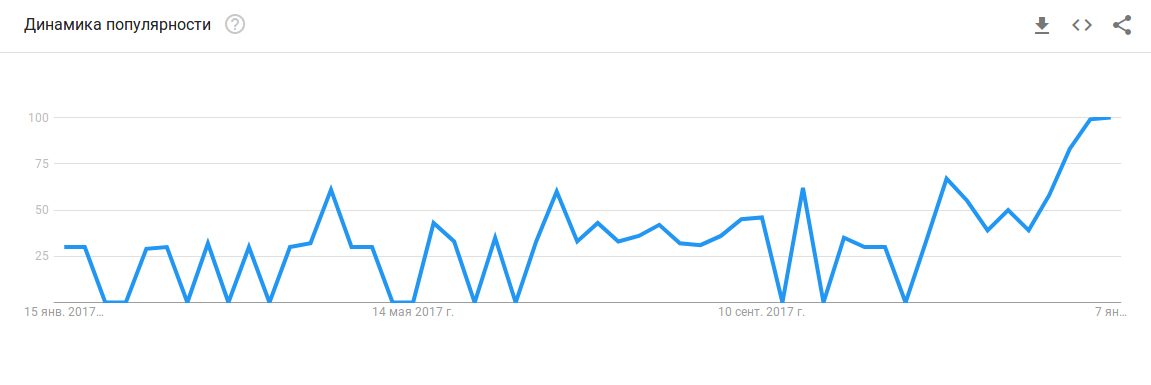 Динамика популярности
100
75
50
25
15 янв. 2017…
14 мая 2017 г.
10 сент. 2017 г.
7 ян…